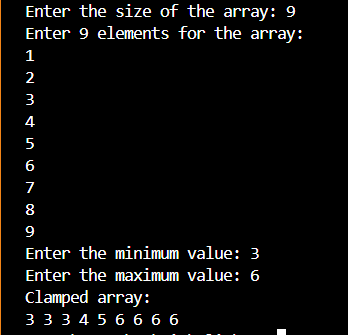 Enter the size of the array: 9
Enter 9 elements for the array:
1
2
3
4
5
6
7
8
9
Enter the minimum value: 3
Enter the maximum value: 6
Clamped array:
3 3 3 4 5 6 6 6 6